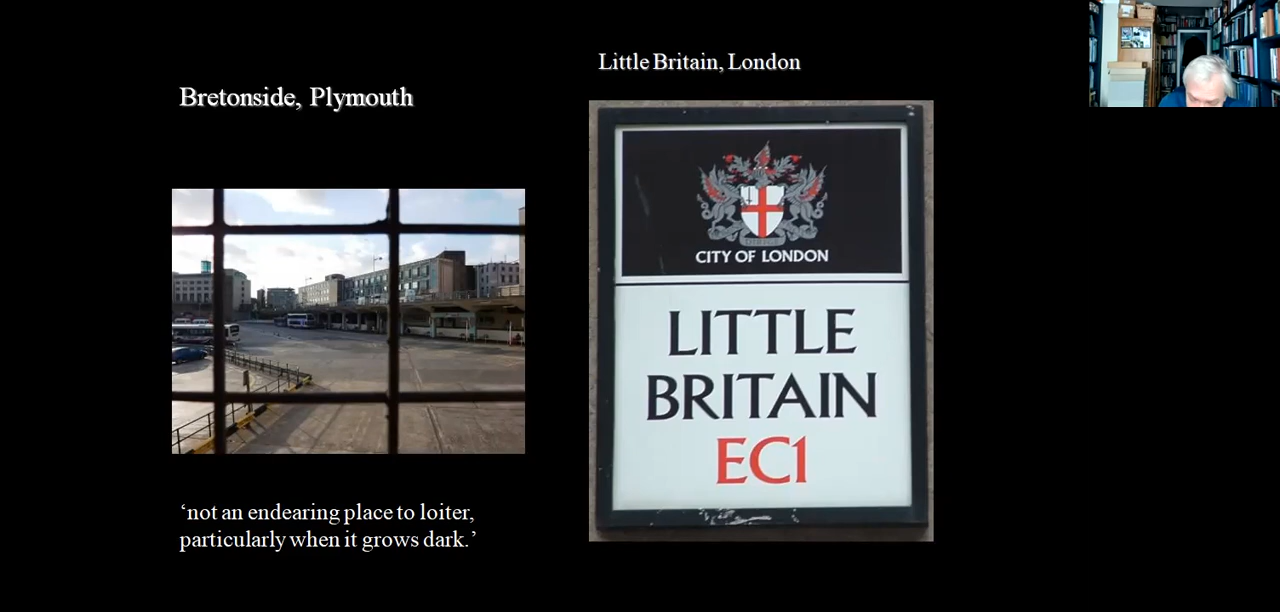 Bretonside, Plymouth
Little Britain, London
CITY OF LONDON
LITTLE
BRITAIN
EC1
‘not an endearing place to loiter,
particularly when it grows dark.’